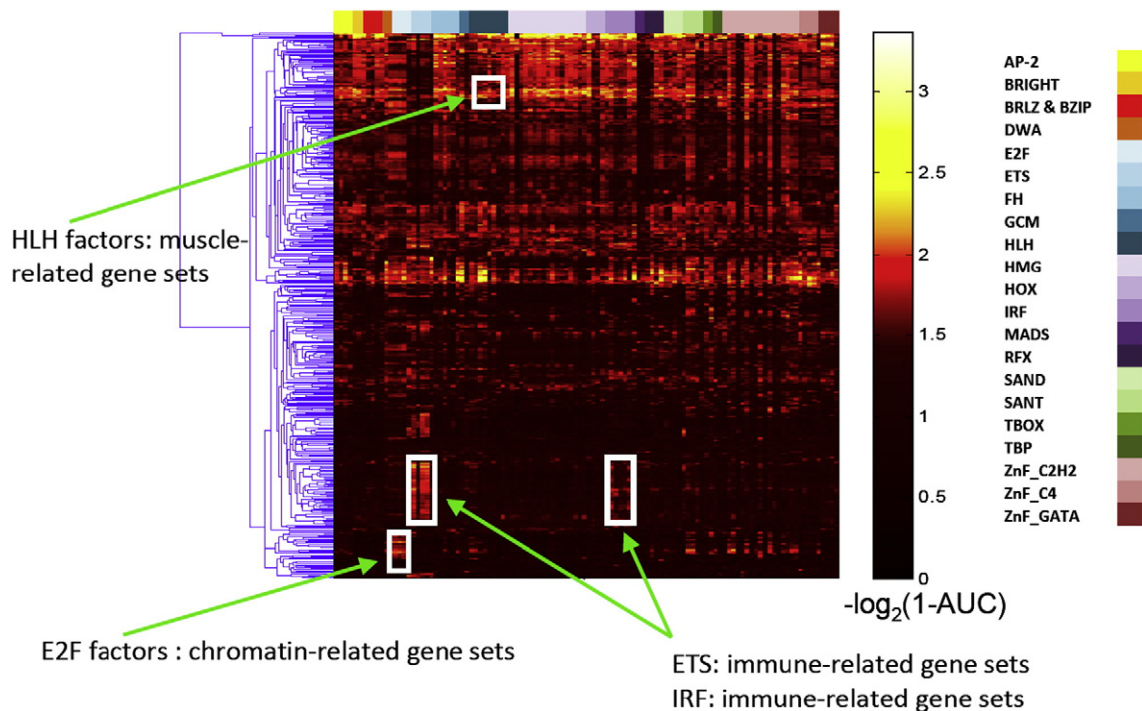 HLH factors: muscle-
related gene sets
E2F factors : chromatin-related gene sets
ETS: immune-related gene sets
IRF: immune-related gene sets
3
2.5
2
1.5
1
0.5
0
-log2(1-AUC)
AP-2
BRIGHT
BRLZ & BZIP
DWA
E2F
ETS
FH
GCM
HLH
HMG
HOX
IRF
MADS
RFX
SAND
SANT
TBOX
TBP
ZnF_C2H2
ZnF_C4
ZnF_GATA